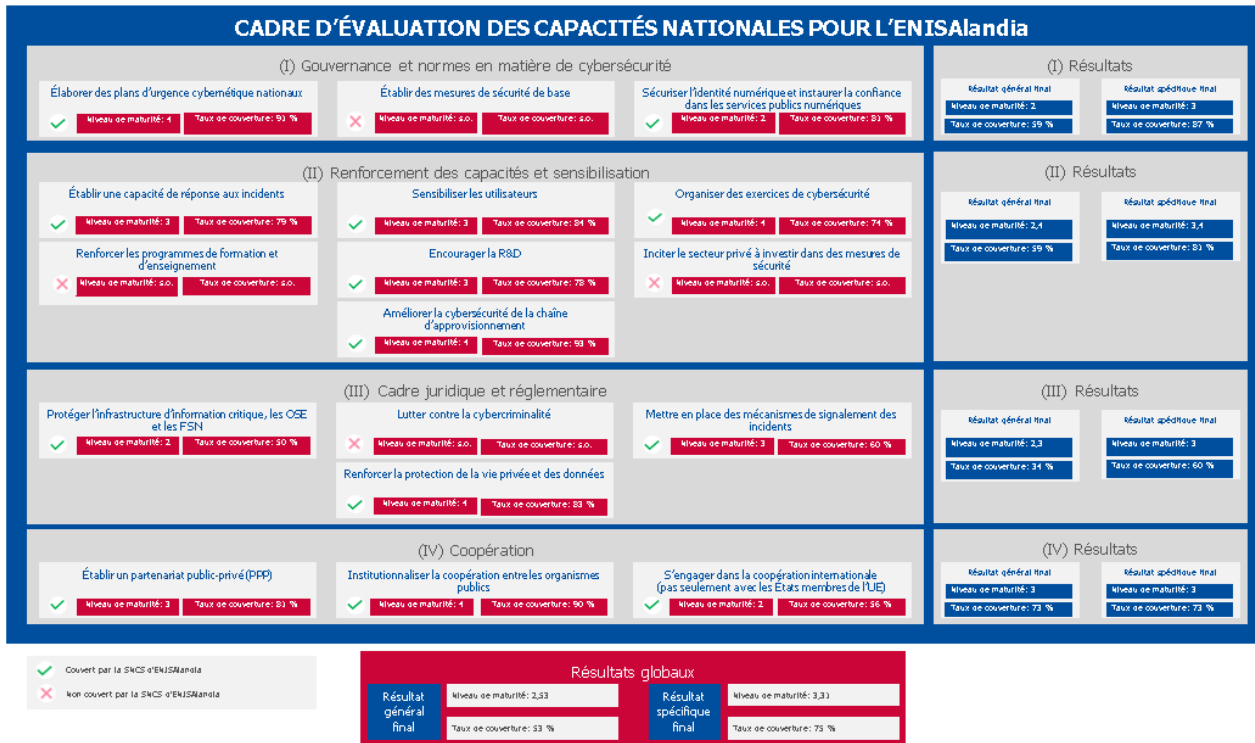 CADRE D'ÉVALUATION DES CAPACITÉS NATIONALES POUR L'ENISAlandia
(I) Gouvernance et normes en matière de cybersécurité
Élaborer des plans d'urgence cybernétique nationaux
Niveau de maturité: 4 Taux de couverture: 93 %
Établir des mesures de sécurité de base
Niveau de maturité: s.o. Taux de couverture: s.o.
Sécuriser l'identité numérique et instaurer la confiance
dans les services publics numériques
Niveau de maturité: 2 Taux de couverture: 83 %
(I) Résultats
Résultat général final
Niveau de maturité: 2
Taux de couverture: 59 %
Résultat spécifique final
Niveau de maturité: 3
Taux de couverture: 87 %
(II) Renforcement des capacités et sensibilisation
Établir une capacité de réponse aux incidents
Niveau de maturité: 3 Taux de couverture: 79 %
Sensibiliser les utilisateurs
Niveau de maturité: 3 Taux de couverture: 84 %
Organiser des exercices de cybersécurité
Niveau de maturité: 4 Taux de couverture: 74 %
Renforcer les programmes de formation et
d'enseignement
Niveau de maturité: s.o. Taux de couverture: s.o.
Encourager la R&D
Niveau de maturité: 3 Taux de couverture: 78 %
Inciter le secteur privé à investir dans des mesures de
sécurité
Niveau de maturité: s.o. Taux de couverture: s.o.
Améliorer la cybersécurité de la chaîne
d'approvisionnement
Niveau de maturité: 4 Taux de couverture: 93 %
(II) Résultats
Résultat général final
Niveau de maturité: 2,4
Taux de couverture: 59 %
Résultat spécifique final
Niveau de maturité: 3,4
Taux de couverture: 83 %
(III) Cadre juridique et réglementaire
Protéger l'infrastructure d'information critique, les OSE
et les FSN
Niveau de maturité: 2 Taux de couverture: 50 %
Lutter contre la cybercriminalité
Niveau de maturité: s.o. Taux de couverture: s.o.
Mettre en place des mécanismes de signalement des
incidents
Niveau de maturité: 3 Taux de couverture: 60 %
Renforcer la protection de la vie privée et des données
Niveau de maturité: 4 Taux de couverture: 83 %
(III) Résultats
Résultat général final
Niveau de maturité: 2,3
Taux de couverture: 34 %
Résultat spécifique final
Niveau de maturité: 3
Taux de couverture: 60 %
(IV) Coopération
Établir un partenariat public-privé (PPP)
Niveau de maturité: 3 Taux de couverture: 83 %
Institutionnaliser la coopération entre les organismes
publics
Niveau de maturité: 4 Taux de couverture: 90 %
S'engager dans la coopération internationale
(pas seulement avec les États membres de l'UE)
Niveau de maturité: 2 Taux de couverture: 56 %
(IV) Résultats
Résultat général final
Niveau de maturité: 3
Taux de couverture: 73 %
Résultat spécifique final
Niveau de maturité: 3
Taux de couverture: 73 %
Couvert par la SNCS d'ENISAlandia
Non couvert par la SNCS d'ENISAlandia
Résultats globaux
Résultat
général
final
Niveau de maturité: 2,53
Taux de couverture: 53 %
Résultat
spécifique
final
Niveau de maturité: 3,33
Taux de couverture: 75 %